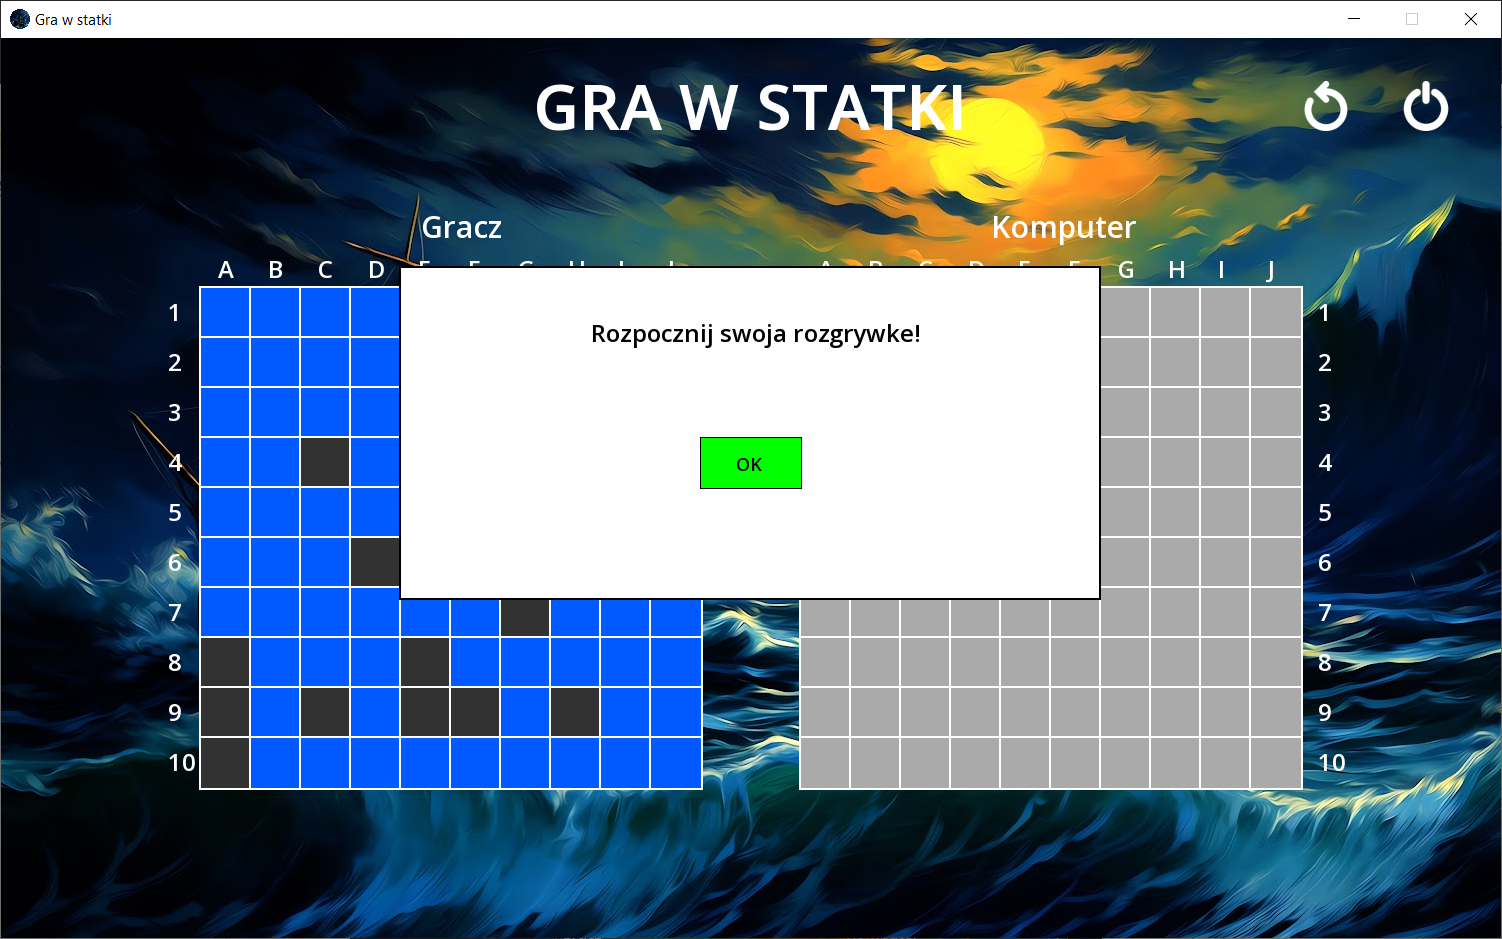 Gra w statki
GRA W STATKI
Gracz Komputer
A B C D G H I J
1 1
2 2
3 3
4 4
5 5
6 6
7 7
8 8
9 9
10 10
Rozpocznij swoja rozgrywke!
OK